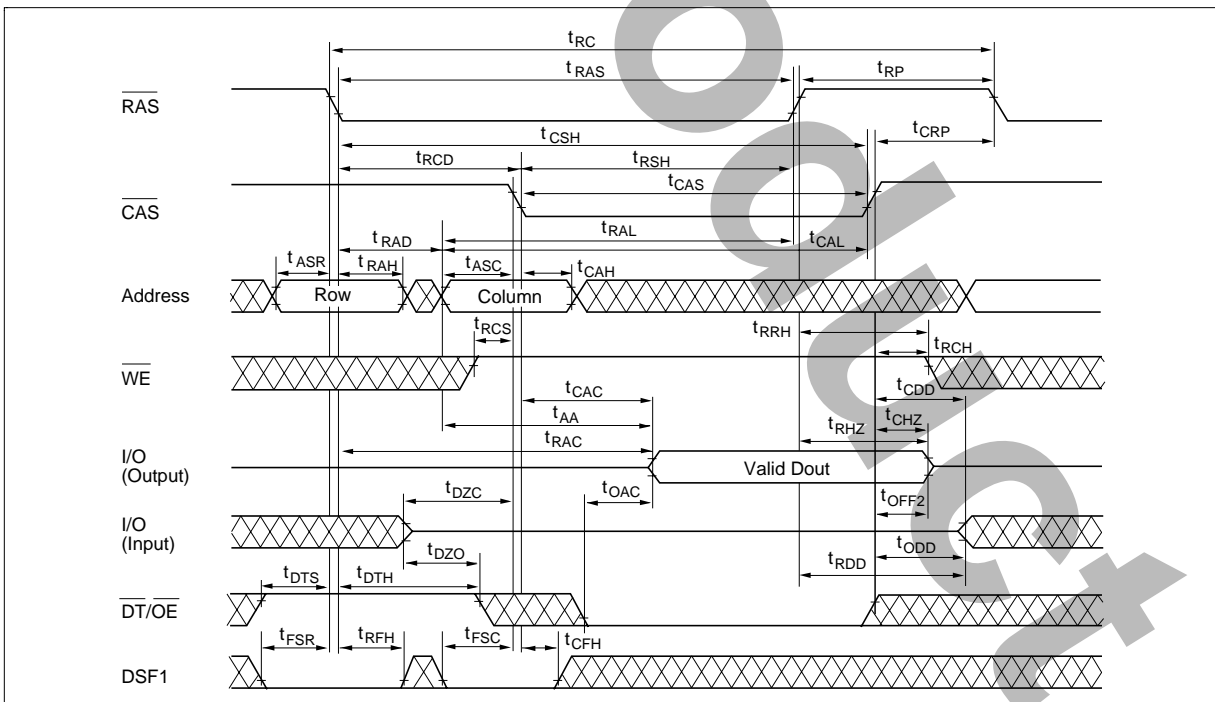 tRC
tRAS
tRP
RAS
tCRP
tCSH
tRCD
tRSH
tCAS
CAS
tRAL
tRAD
tCAL
tASR
tRAH
tASC
tCAH
Address
Row
Column
tRCS
tRRH
tRCH
WE
tCAC
tCDD
tAA
tCHZ
tRHZ
tRAC
I/O
(Output)
Valid Dout
tDZC
tOAC
tOFF2
I/O
(Input)
tODD
tDZO
tRDD
tDTS
tDTH
DT/OE
tFSR
tRFH
tFSC
tCFH
DSF1
oduct